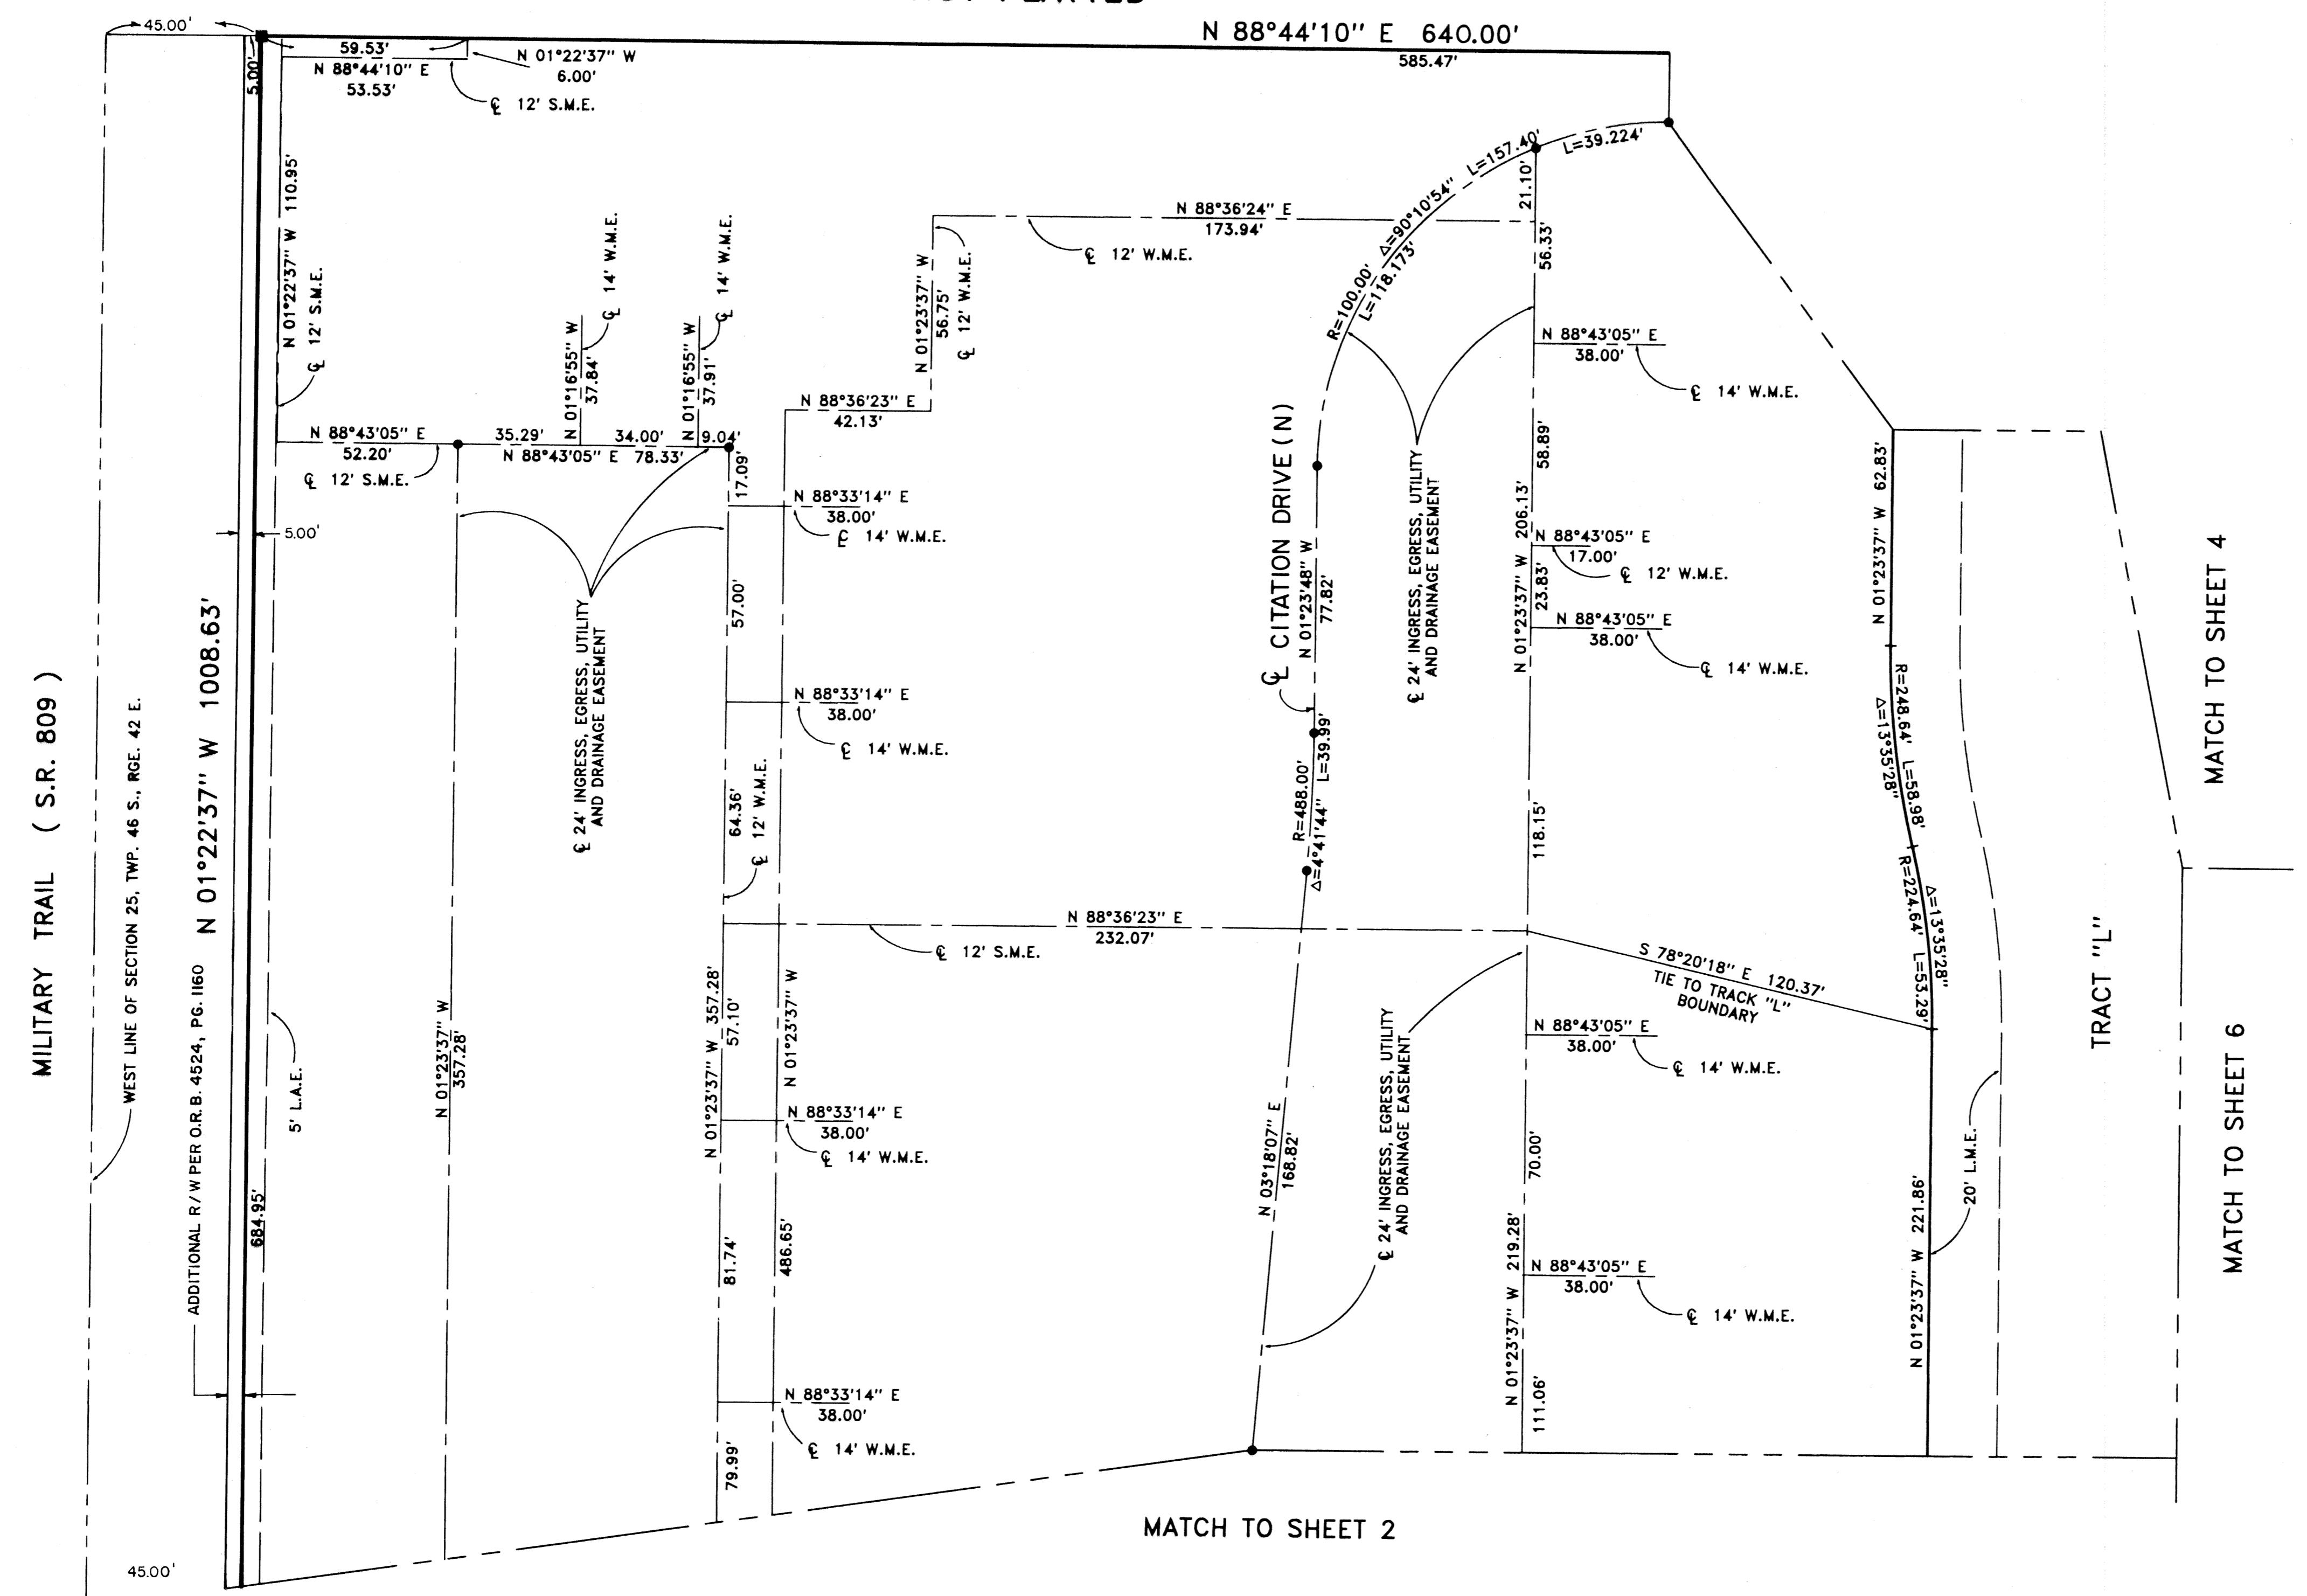 45.00'
N 88°44'10" E 640.00'
585.47'
59.53'
N 88°44'10" E
53.53'
N 01°22'37" W
6.00'
℄ 12' S.M.E.
5.00'
N 01°22'37" W 110.95'
℄ 12' S.M.E.
N 88°43'05" E
52.20'
℄ 12' S.M.E.
5.00'
35.29'
34.00'
9.04'
N 88°43'05" E 78.33'
N 01°16'55" W
37.84'
℄ 14' W.M.E.
N 01°16'55" W
37.91'
℄ 14' W.M.E.
17.09'
57.00'
64.36'
℄ 12' W.M.E.
N 88°36'23" E
42.13'
N 01°23'37" W
56.75'
℄ 12' W.M.E.
N 88°36'24" E
173.94'
℄ 12' W.M.E.
N 88°33'14" E
38.00'
℄ 14' W.M.E.
N 88°33'14" E
38.00'
℄ 14' W.M.E.
℄ 24' INGRESS, EGRESS, UTILITY
AND DRAINAGE EASEMENT
L=157.40'
L=39.224'
R=100.00' Δ=90°10'54"
L=118.173'
21.10'
56.33'
N 88°43'05" E
38.00'
℄ 14' W.M.E.
58.89'
℄ 24' INGRESS, EGRESS, UTILITY
AND DRAINAGE EASEMENT
℄ CITATION DRIVE (N)
N 01°23'48" W
77.82'
N 01°23'37" W 206.13'
23.83'
N 88°43'05" E
17.00'
℄ 12' W.M.E.
N 88°43'05" E
38.00'
℄ 14' W.M.E.
R=488.00' L=39.99'
Δ=4°41'44"
118.15'
N 01°23'37" W 62.83'
R=248.64' L=58.98'
Δ=13°35'28"
R=224.64' L=53.29'
Δ=13°35'28"
MATCH TO SHEET 4
MILITARY TRAIL ( S.R. 809 )
WEST LINE OF SECTION 25, TWP. 46 S., RGE. 42 E.
N 01°22'37" W 1008.63'
ADDITIONAL R/W PER O.R.B. 4524, PG. 1160
684.95'
5' L.A.E.
N 01°23'37" W
357.28'
N 88°36'23" E
232.07'
℄ 12' S.M.E.
N 01°23'37" W 357.28'
57.10'
N 01°23'37" W
486.65'
N 88°33'14" E
38.00'
℄ 14' W.M.E.
81.74'
N 88°33'14" E
38.00'
℄ 14' W.M.E.
79.99'
N 03°18'07" E
168.82'
℄ 24' INGRESS, EGRESS, UTILITY
AND DRAINAGE EASEMENT
S 78°20'18" E 120.37'
TIE TO TRACK "L"
BOUNDARY
N 88°43'05" E
38.00'
℄ 14' W.M.E.
70.00'
N 88°43'05" E
38.00'
℄ 14' W.M.E.
N 01°23'37" W 219.28'
111.06'
N 01°23'37" W 221.86'
20' L.M.E.
TRACT "L"
MATCH TO SHEET 6
MATCH TO SHEET 2
45.00'